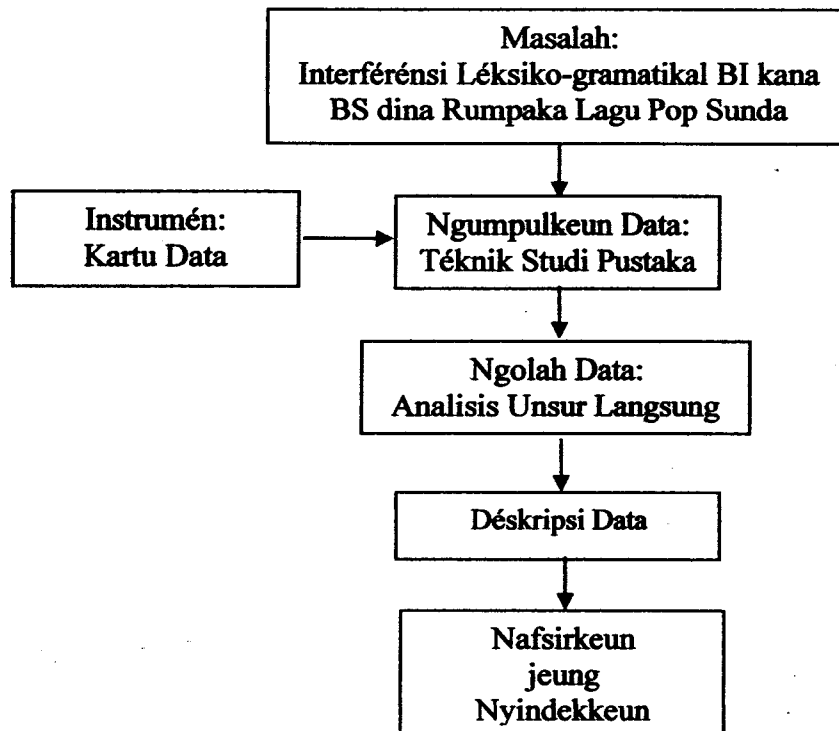 Masalah:
Interférénsi Léksiko-gramatikal BI kana
BS dina Rumpaka Lagu Pop Sunda
Instrumén:
Kartu Data
Ngumpulkeun Data:
Téknik Studi Pustaka
Ngolah Data:
Analisis Unsur Langsung
Déskripsi Data
Nafsirkeun
jeung
Nyindekkeun